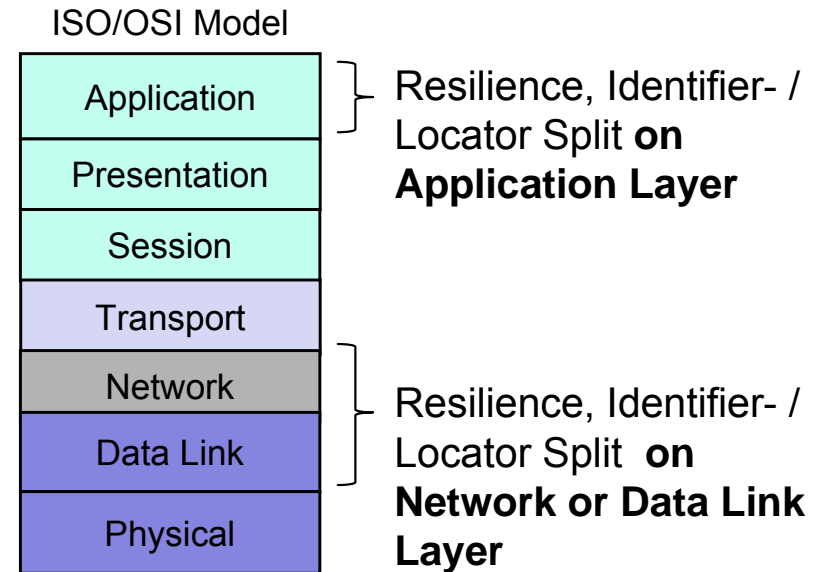 ISO/OSI Model
Application
Presentation
Session
Transport
Network
Data Link
Physical
Resilience, Identifier- /
Locator Split on
Application Layer
Resilience, Identifier- /
Locator Split on
Network or Data Link
Layer